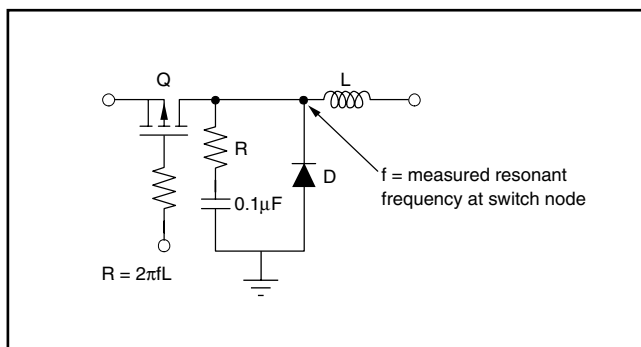 Q
L
R
D
0.1μF
f = measured resonant
frequency at switch node
R = 2πfL